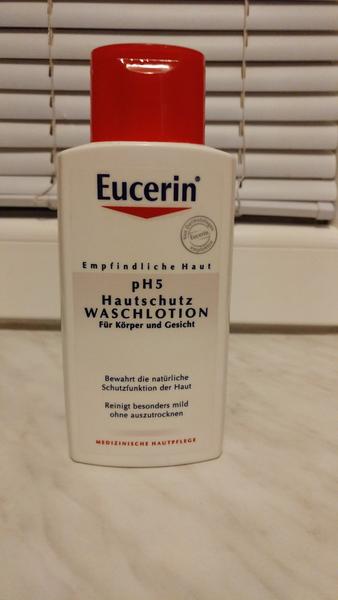 Eucerin®
Eucerin
Empfindliche Haut
pH5
Hautschutz
WASCHLOTION
Für Körper und Gesicht
Bewahrt die natürliche
Schutzfunktion der Haut
Reinigt besonders mild
ohne auszutrocknen
MEDIZINISCHE HAUTPFLEGE